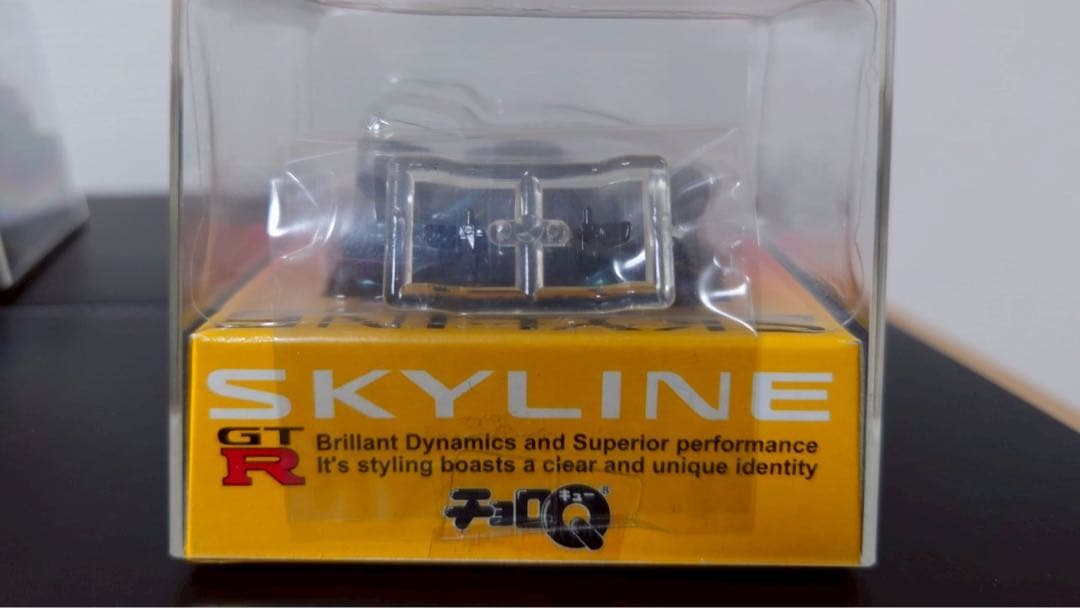 SKYLINE
GT
R
Brillant Dynamics and Superior performance
It's styling boasts a clear and unique identity
チョロQ
キュー
®